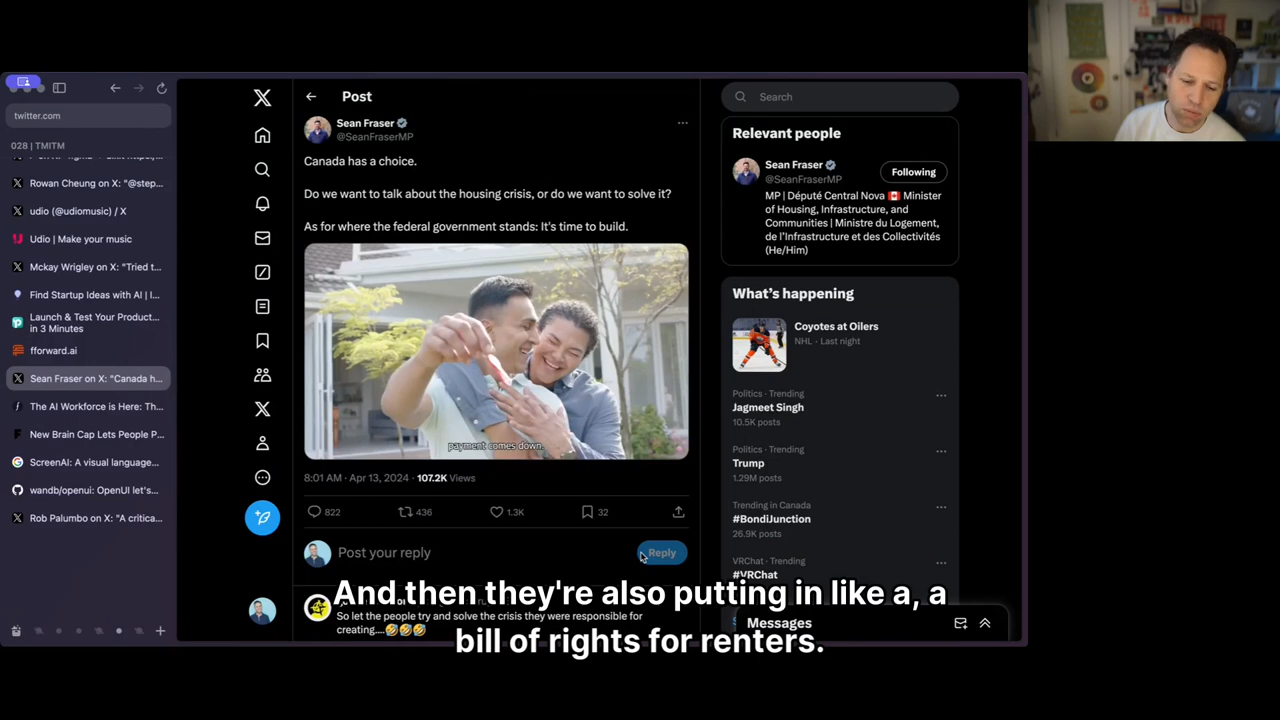 twitter.com
028 | TMITM
Rowan Cheung on X: "@step...
udio (@udiomusic) / X
Udio | Make your music
Mckay Wrigley on X: "Tried t...
Find Startup Ideas with AI | I...
Launch & Test Your Product...
in 3 Minutes
fforward.ai
Sean Fraser on X: "Canada h...
The AI Workforce is Here: Th...
New Brain Cap Lets People P...
ScreenAI: A visual language...
wandb/openui: OpenUI let's...
Rob Palumbo on X: "A critica...
Post
Sean Fraser
@SeanFraserMP
Canada has a choice.
Do we want to talk about the housing crisis, or do we want to solve it?
As for where the federal government stands: It's time to build.
payment comes down.
8:01 AM · Apr 13, 2024 · 107.2K Views
822
436
1.3K
32
Post your reply
Reply
So let the people try and solve the crisis they were responsible for
creating....🤣🤣🤣
Search
Relevant people
Sean Fraser
@SeanFraserMP
Following
MP | Député Central Nova 🇨🇦 Minister
of Housing, Infrastructure, and
Communities | Ministre du Logement,
de l'Infrastructure et des Collectivités
(He/Him)
What's happening
Coyotes at Oilers
NHL · Last night
Politics · Trending
Jagmeet Singh
10.5K posts
Politics · Trending
Trump
1.29M posts
Trending in Canada
#BondiJunction
26.9K posts
VRChat · Trending
#VRChat
Messages
And then they're also putting in like a, a
bill of rights for renters.